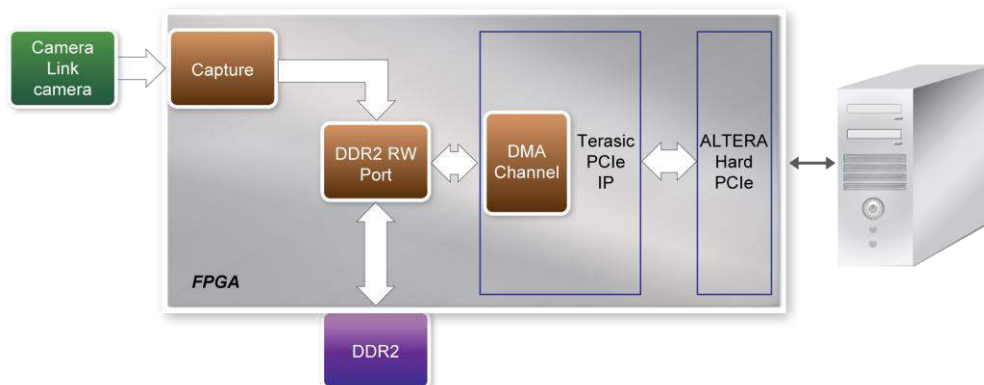 Camera
Link
camera
Capture
DDR2 RW
Port
DMA
Channel
Terasic
PCIe
IP
ALTERA
Hard
PCIe
FPGA
DDR2